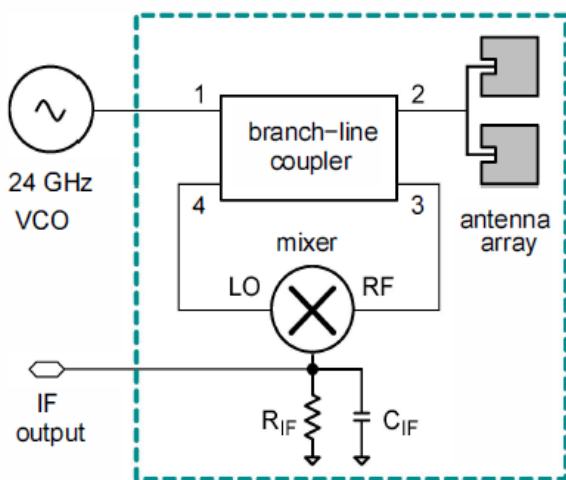 1
2
branch-line
coupler
24 GHz
VCO
4
3
antenna
array
mixer
LO
RF
IF
output
RIF
CIF